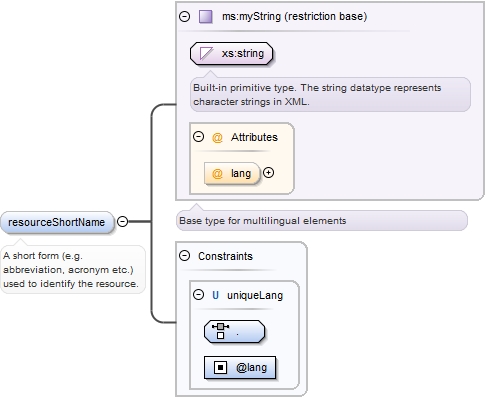 ms:myString (restriction base)
xs:string
Built-in primitive type. The string datatype represents
character strings in XML.
@ Attributes
@ lang
Base type for multilingual elements
resourceShortName
A short form (e.g.
abbreviation, acronym etc.)
used to identify the resource.
Constraints
U uniqueLang
.
@lang